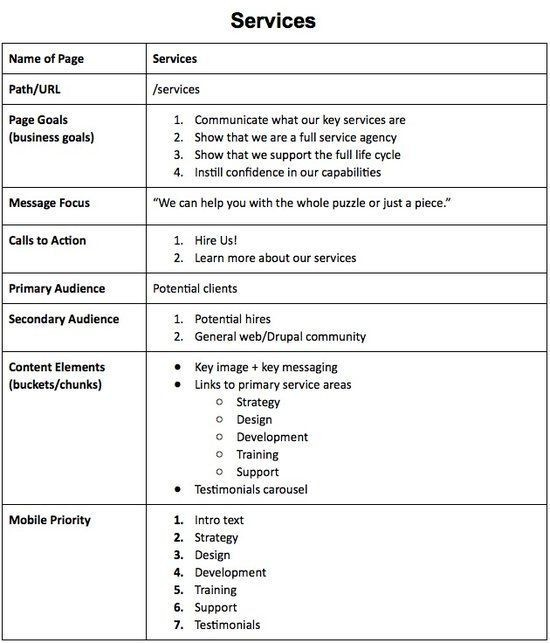 Services
Name of Page
Services
Path/URL
/services
Page Goals
(business goals)
1. Communicate what our key services are
2. Show that we are a full service agency
3. Show that we support the full life cycle
4. Instill confidence in our capabilities
Message Focus
“We can help you with the whole puzzle or just a piece.”
Calls to Action
1. Hire Us!
2. Learn more about our services
Primary Audience
Potential clients
Secondary Audience
1. Potential hires
2. General web/Drupal community
Content Elements
(buckets/chunks)
● Key image + key messaging
● Links to primary service areas
○ Strategy
○ Design
○ Development
○ Training
○ Support
● Testimonials carousel
Mobile Priority
1. Intro text
2. Strategy
3. Design
4. Development
5. Training
6. Support
7. Testimonials